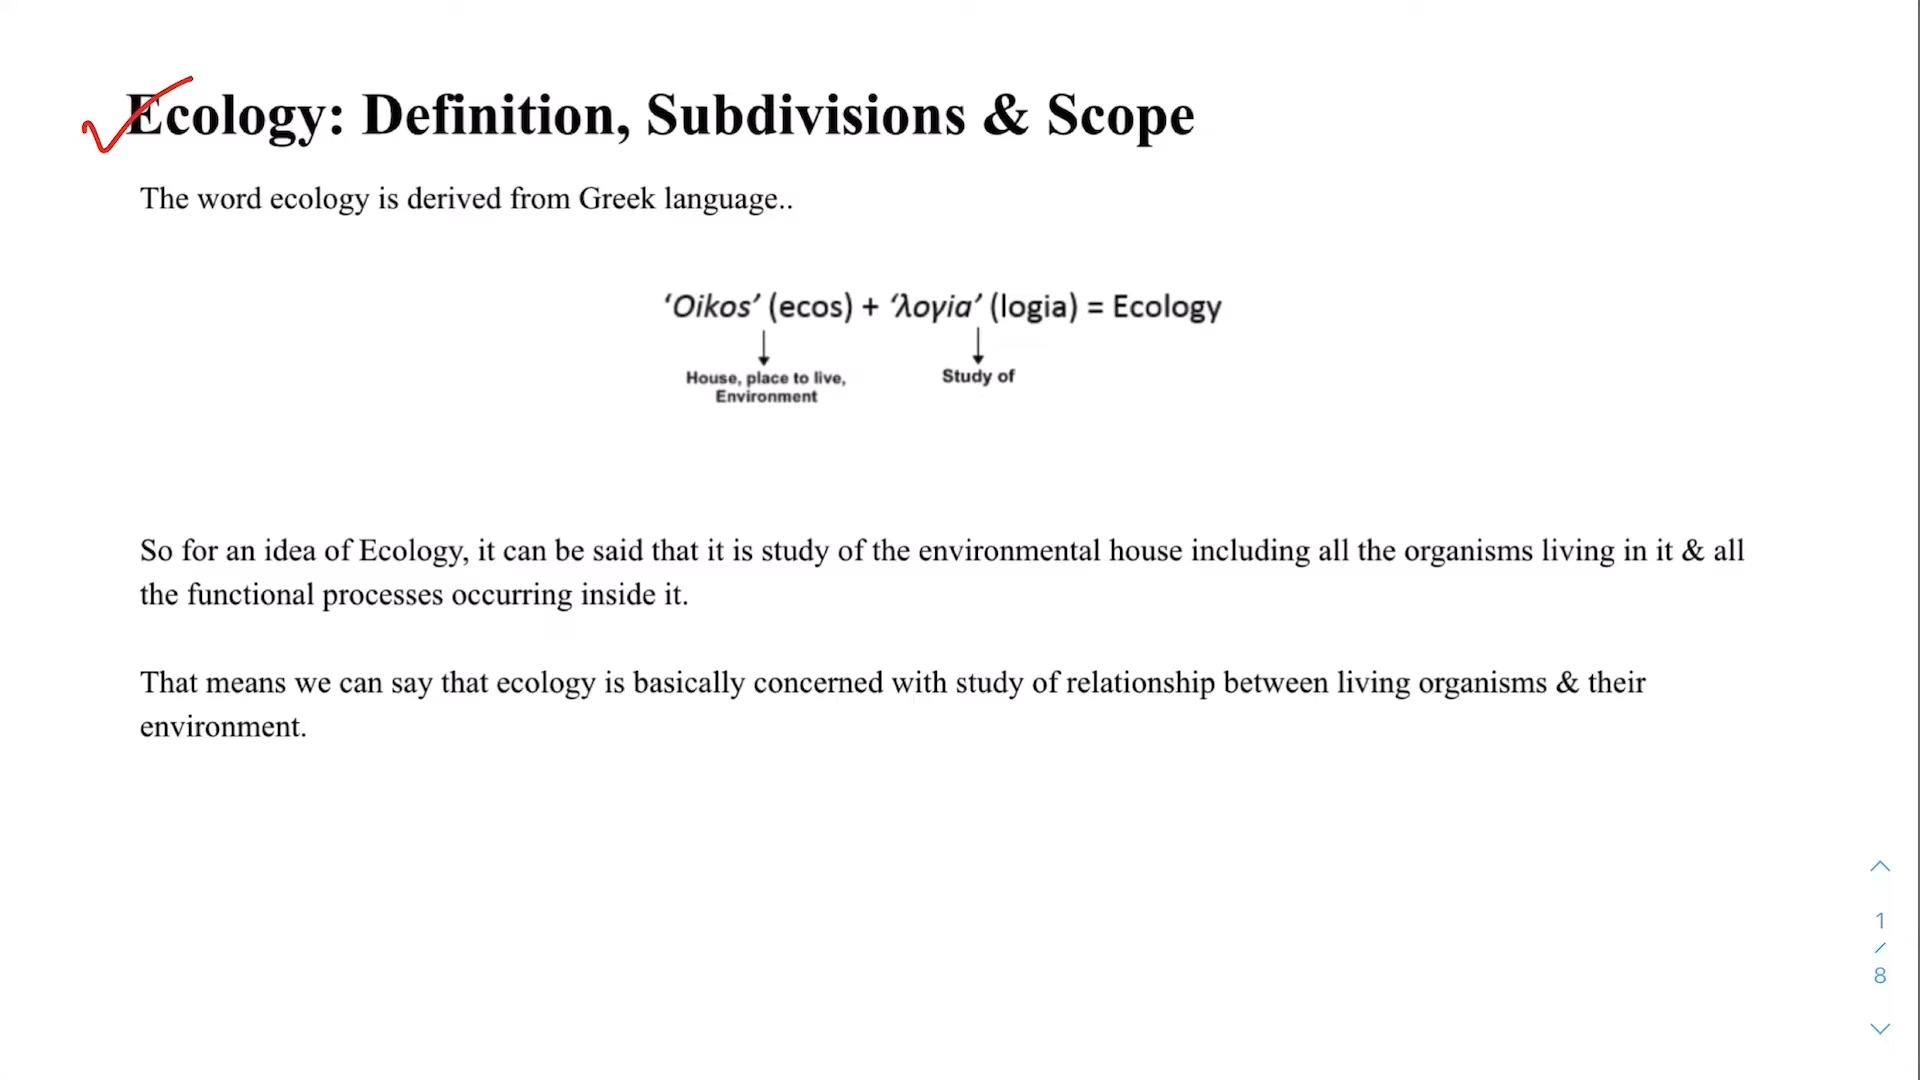 Ecology: Definition, Subdivisions & Scope
The word ecology is derived from Greek language..
‘Oikos’ (ecos) + ‘λογία’ (logia) = Ecology
House, place to live,
Environment
Study of
So for an idea of Ecology, it can be said that it is study of the environmental house including all the organisms living in it & all
the functional processes occurring inside it.
That means we can say that ecology is basically concerned with study of relationship between living organisms & their
environment.
1
/
8